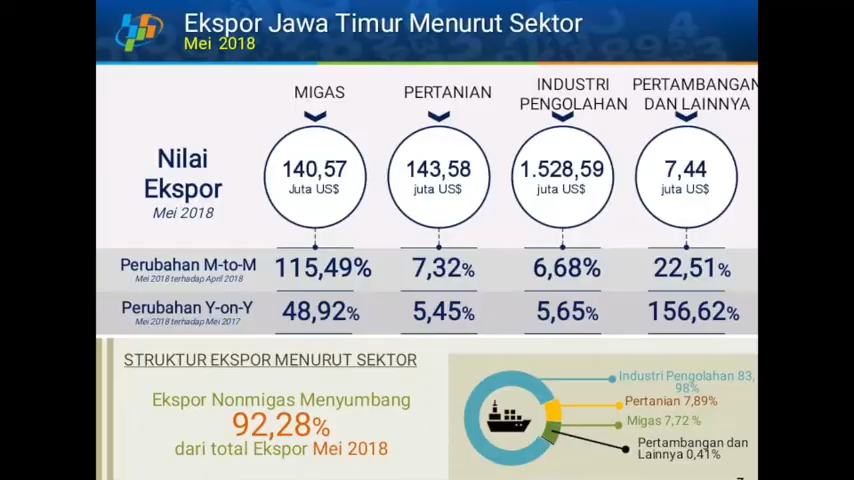 Ekspor Jawa Timur Menurut Sektor
Mei 2018
MIGAS
PERTANIAN
INDUSTRI
PENGOLAHAN
PERTAMBANGAN
DAN LAINNYA
Nilai
Ekspor
Mei 2018
140,57
Juta US$
143,58
juta US$
1.528,59
juta US$
7,44
juta US$
Perubahan M-to-M
Mei 2018 terhadap April 2018
115,49%
7,32%
6,68%
22,51%
Perubahan Y-on-Y
Mei 2018 terhadap Mei 2017
48,92%
5,45%
5,65%
156,62%
STRUKTUR EKSPOR MENURUT SEKTOR
Ekspor Nonmigas Menyumbang
92,28%
dari total Ekspor Mei 2018
Industri Pengolahan 83,
98%
Pertanian 7,89%
Migas 7,72 %
Pertambangan dan
Lainnya 0,41%